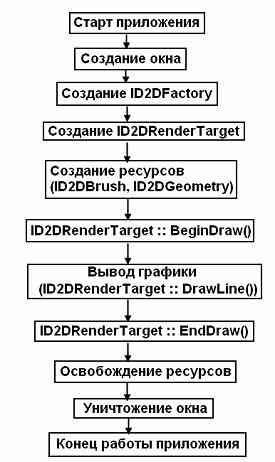 Старт приложения
Создание окна
Создание ID2DFactory
Создание ID2DRenderTarget
Создание ресурсов
(ID2DBrush, ID2DGeometry)
ID2DRenderTarget :: BeginDraw()
Вывод графики
(ID2DRenderTarget :: DrawLine())
ID2DRenderTarget :: EndDraw()
Освобождение ресурсов
Уничтожение окна
Конец работы приложения